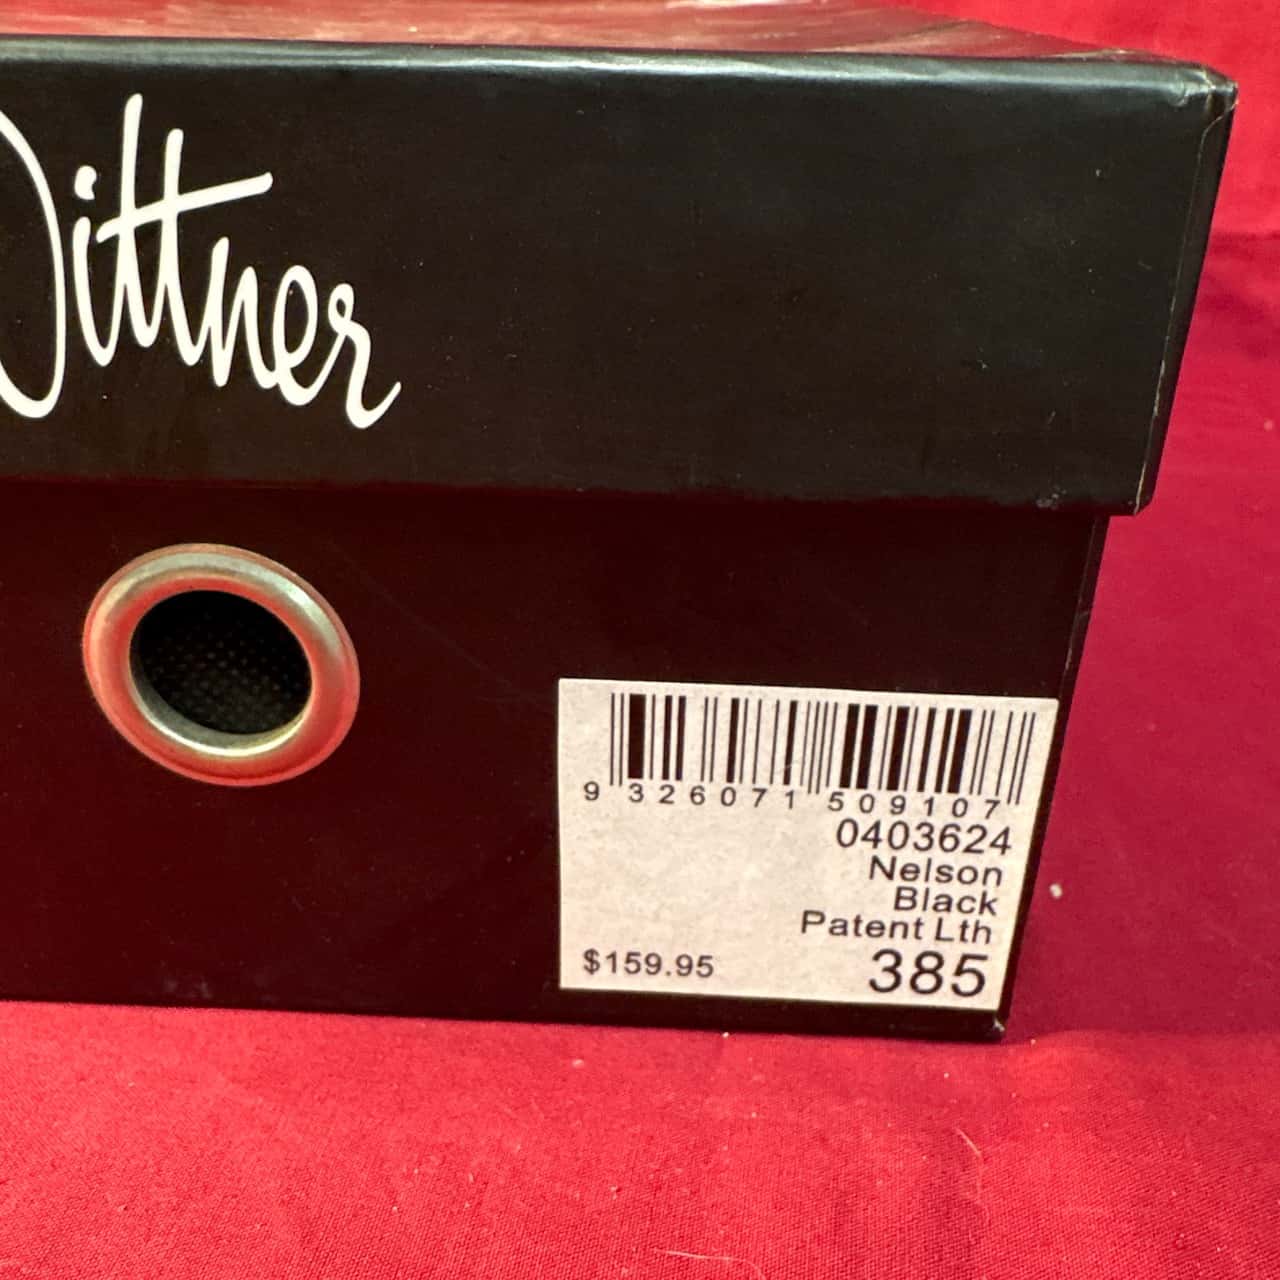 Wittner
9 326071 509107
0403624
Nelson
Black
Patent Lth
$159.95 385